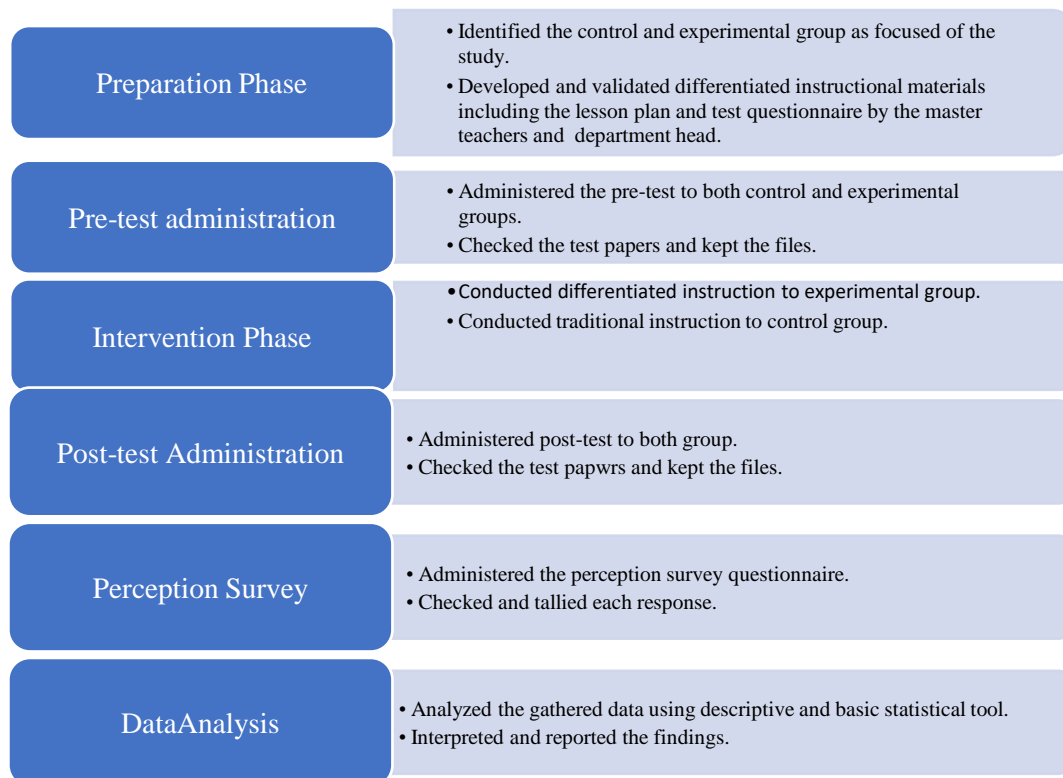 Preparation Phase
• Identified the control and experimental group as focused of the
study.
• Developed and validated differentiated instructional materials
including the lesson plan and test questionnaire by the master
teachers and department head.
Pre-test administration
• Administered the pre-test to both control and experimental
groups.
• Checked the test papers and kept the files.
Intervention Phase
•Conducted differentiated instruction to experimental group.
• Conducted traditional instruction to control group.
Post-test Administration
• Administered post-test to both group.
• Checked the test papwrs and kept the files.
Perception Survey
• Administered the perception survey questionnaire.
• Checked and tallied each response.
DataAnalysis
• Analyzed the gathered data using descriptive and basic statistical tool.
• Interpreted and reported the findings.